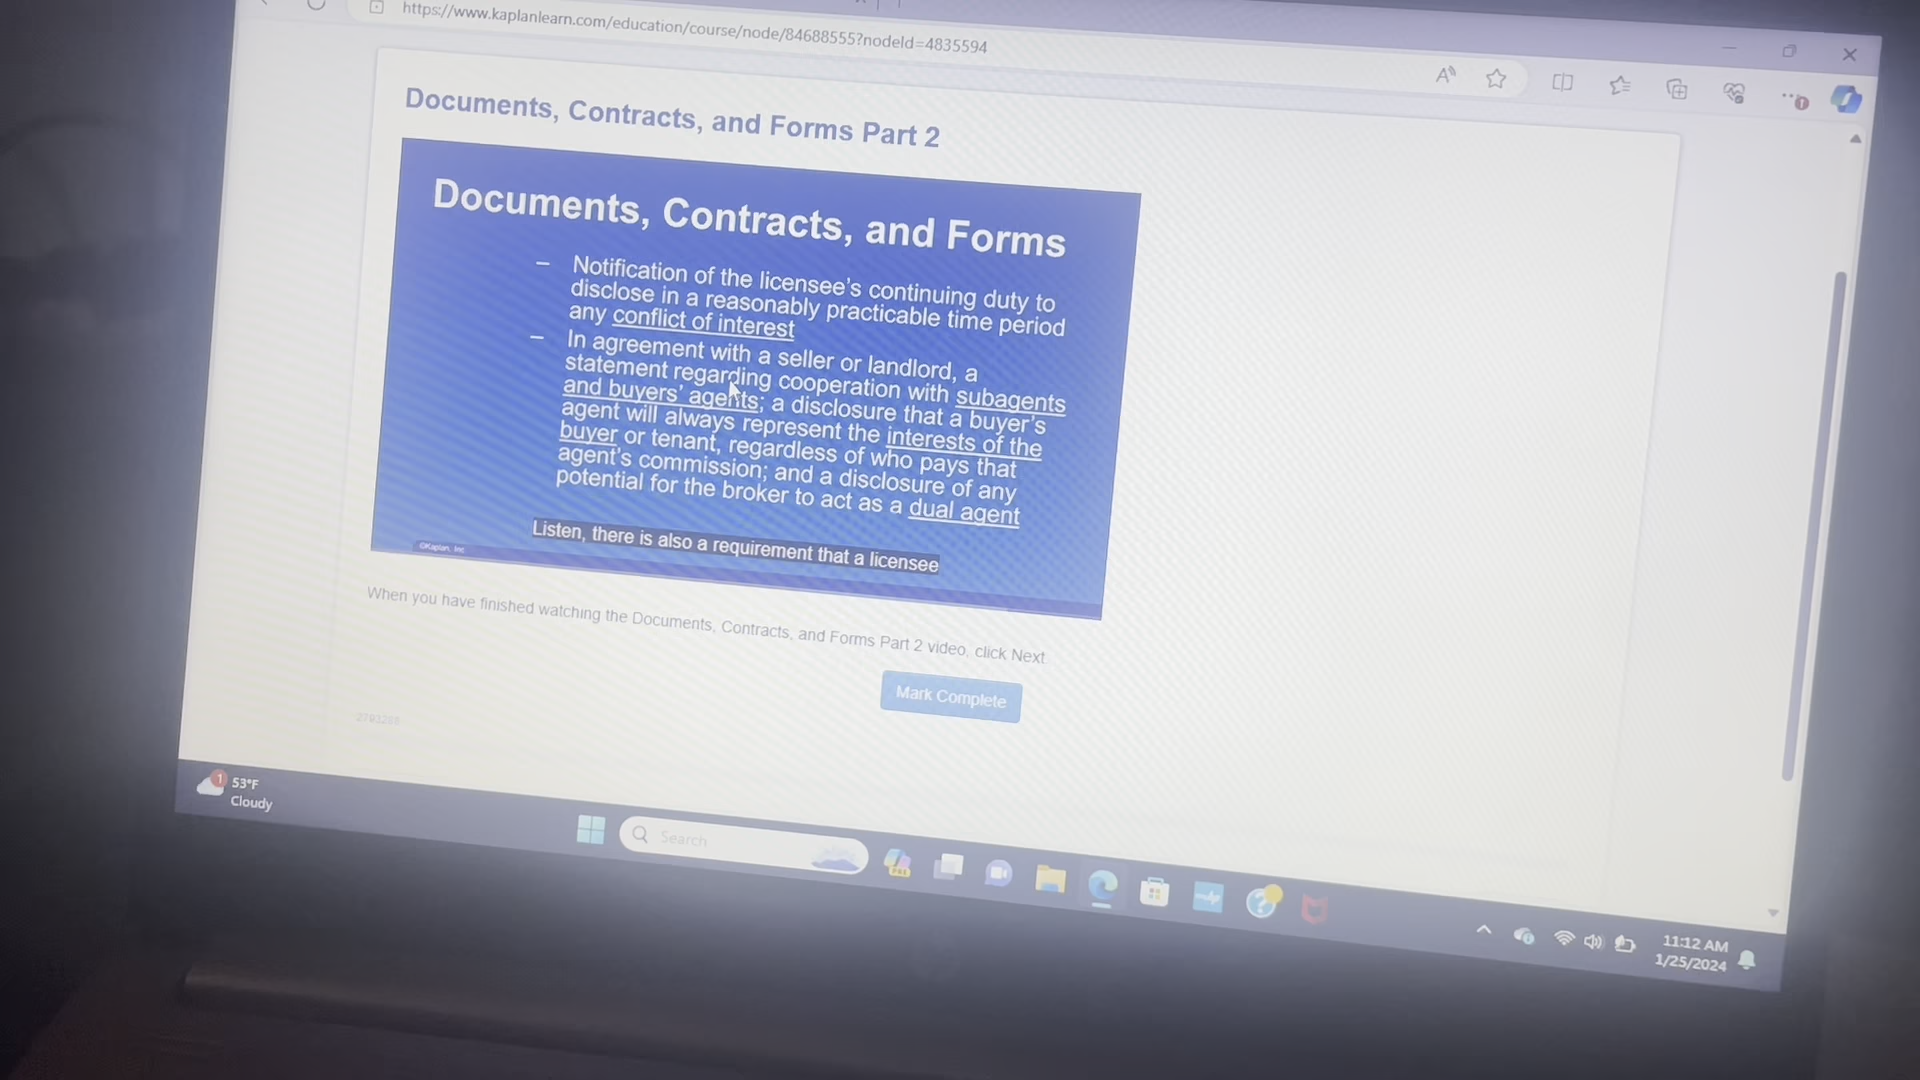 https://www.kaplanlearn.com/education/course/node/84688555?nodeId=4835594
Documents, Contracts, and Forms Part 2
Documents, Contracts, and Forms
– Notification of the licensee's continuing duty to
disclose in a reasonably practicable time period
any conflict of interest
– In agreement with a seller or landlord, a
statement regarding cooperation with subagents
and buyers' agents; a disclosure that a buyer's
agent will always represent the interests of the
buyer or tenant, regardless of who pays that
agent's commission; and a disclosure of any
potential for the broker to act as a dual agent
Listen, there is also a requirement that a licensee
©Kaplan, Inc.
When you have finished watching the Documents, Contracts, and Forms Part 2 video, click Next.
Mark Complete
1
53°F
Cloudy
Search
PRE
11:12 AM
1/25/2024